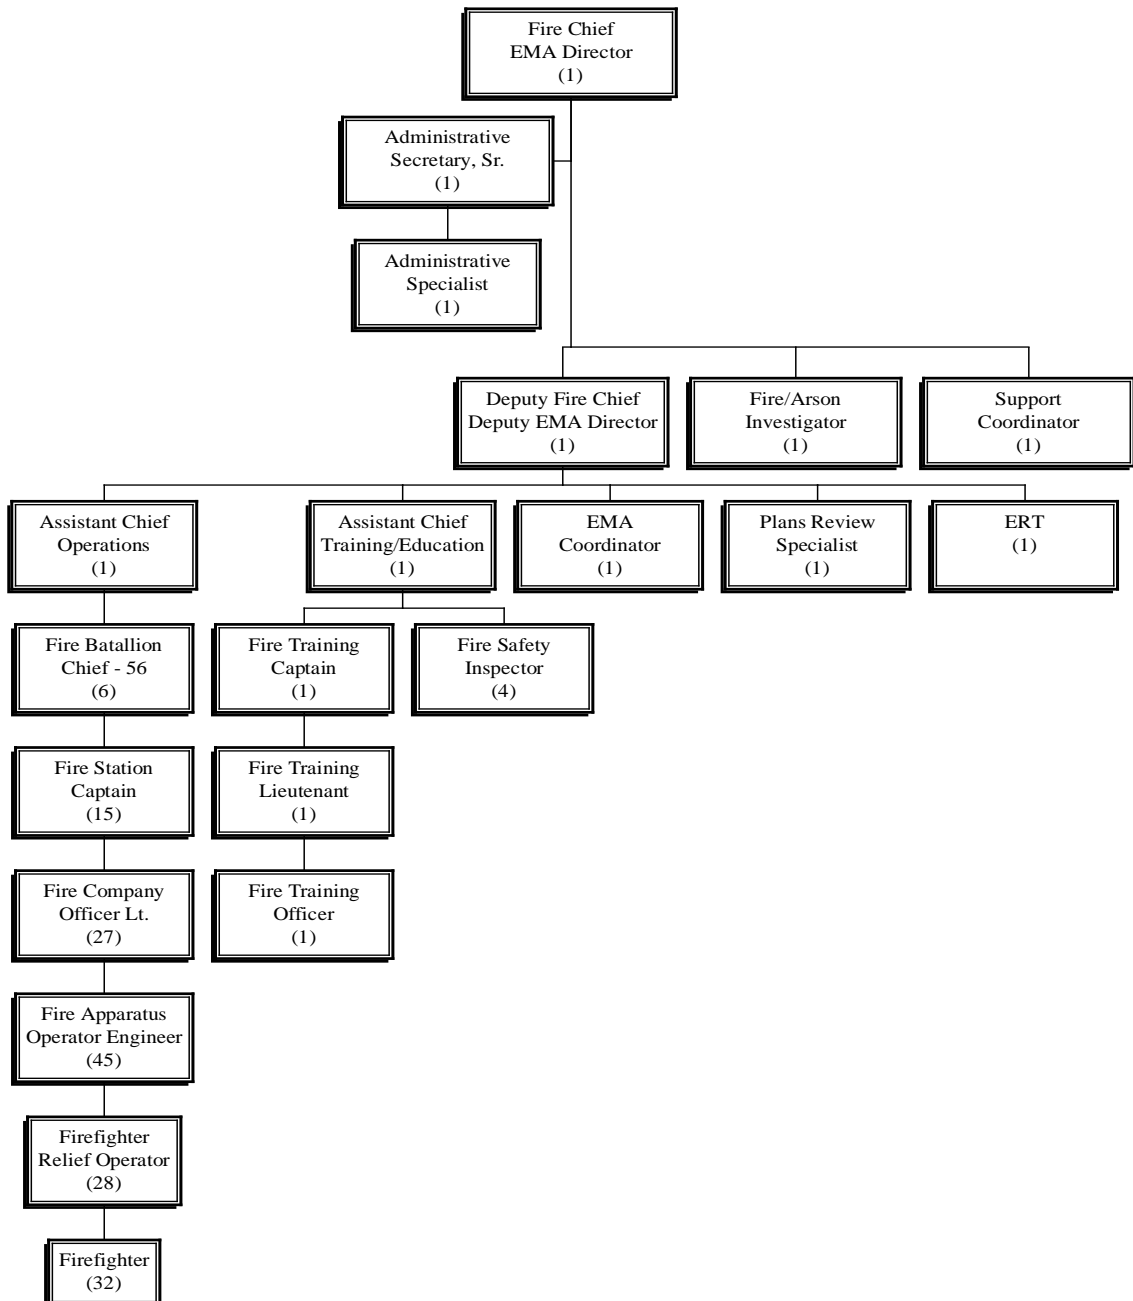 Fire Chief
EMA Director
(1)
Administrative
Secretary, Sr.
(1)
Administrative
Specialist
(1)
Deputy Fire Chief
Deputy EMA Director
(1)
Fire/Arson
Investigator
(1)
Support
Coordinator
(1)
Assistant Chief
Operations
(1)
Assistant Chief
Training/Education
(1)
EMA
Coordinator
(1)
Plans Review
Specialist
(1)
ERT
(1)
Fire Batallion
Chief - 56
(6)
Fire Training
Captain
(1)
Fire Safety
Inspector
(4)
Fire Station
Captain
(15)
Fire Training
Lieutenant
(1)
Fire Company
Officer Lt.
(27)
Fire Training
Officer
(1)
Fire Apparatus
Operator Engineer
(45)
Firefighter
Relief Operator
(28)
Firefighter
(32)